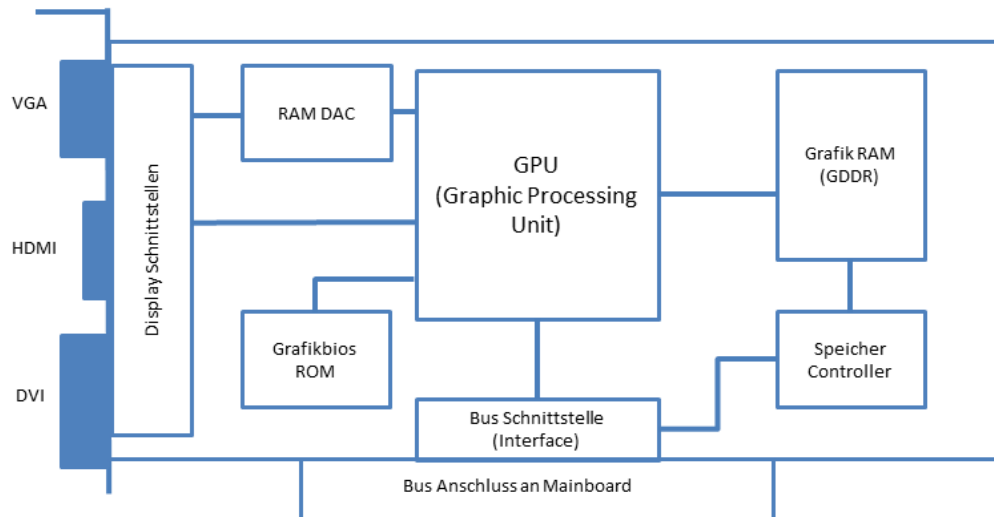 VGA
HDMI
DVI
Display Schnittstellen
RAM DAC
GPU
(Graphic Processing
Unit)
Grafik RAM
(GDDR)
Grafikbios
ROM
Speicher
Controller
Bus Schnittstelle
(Interface)
Bus Anschluss an Mainboard